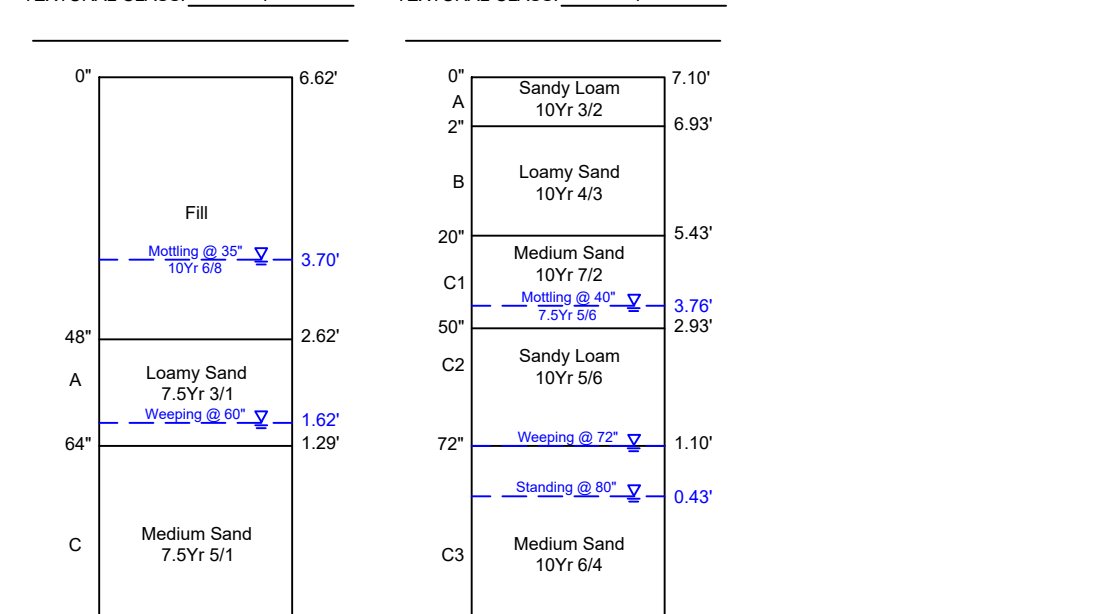 0"
6.62'
Fill
Mottling @ 35"
10Yr 6/8
3.70'
48"
2.62'
A
Loamy Sand
7.5Yr 3/1
Weeping @ 60"
1.62'
64"
1.29'
C
Medium Sand
7.5Yr 5/1
0"
7.10'
A
Sandy Loam
10Yr 3/2
2"
6.93'
B
Loamy Sand
10Yr 4/3
20"
5.43'
C1
Medium Sand
10Yr 7/2
Mottling @ 40"
7.5Yr 5/6
3.76'
50"
2.93'
C2
Sandy Loam
10Yr 5/6
72"
Weeping @ 72"
1.10'
Standing @ 80"
0.43'
C3
Medium Sand
10Yr 6/4